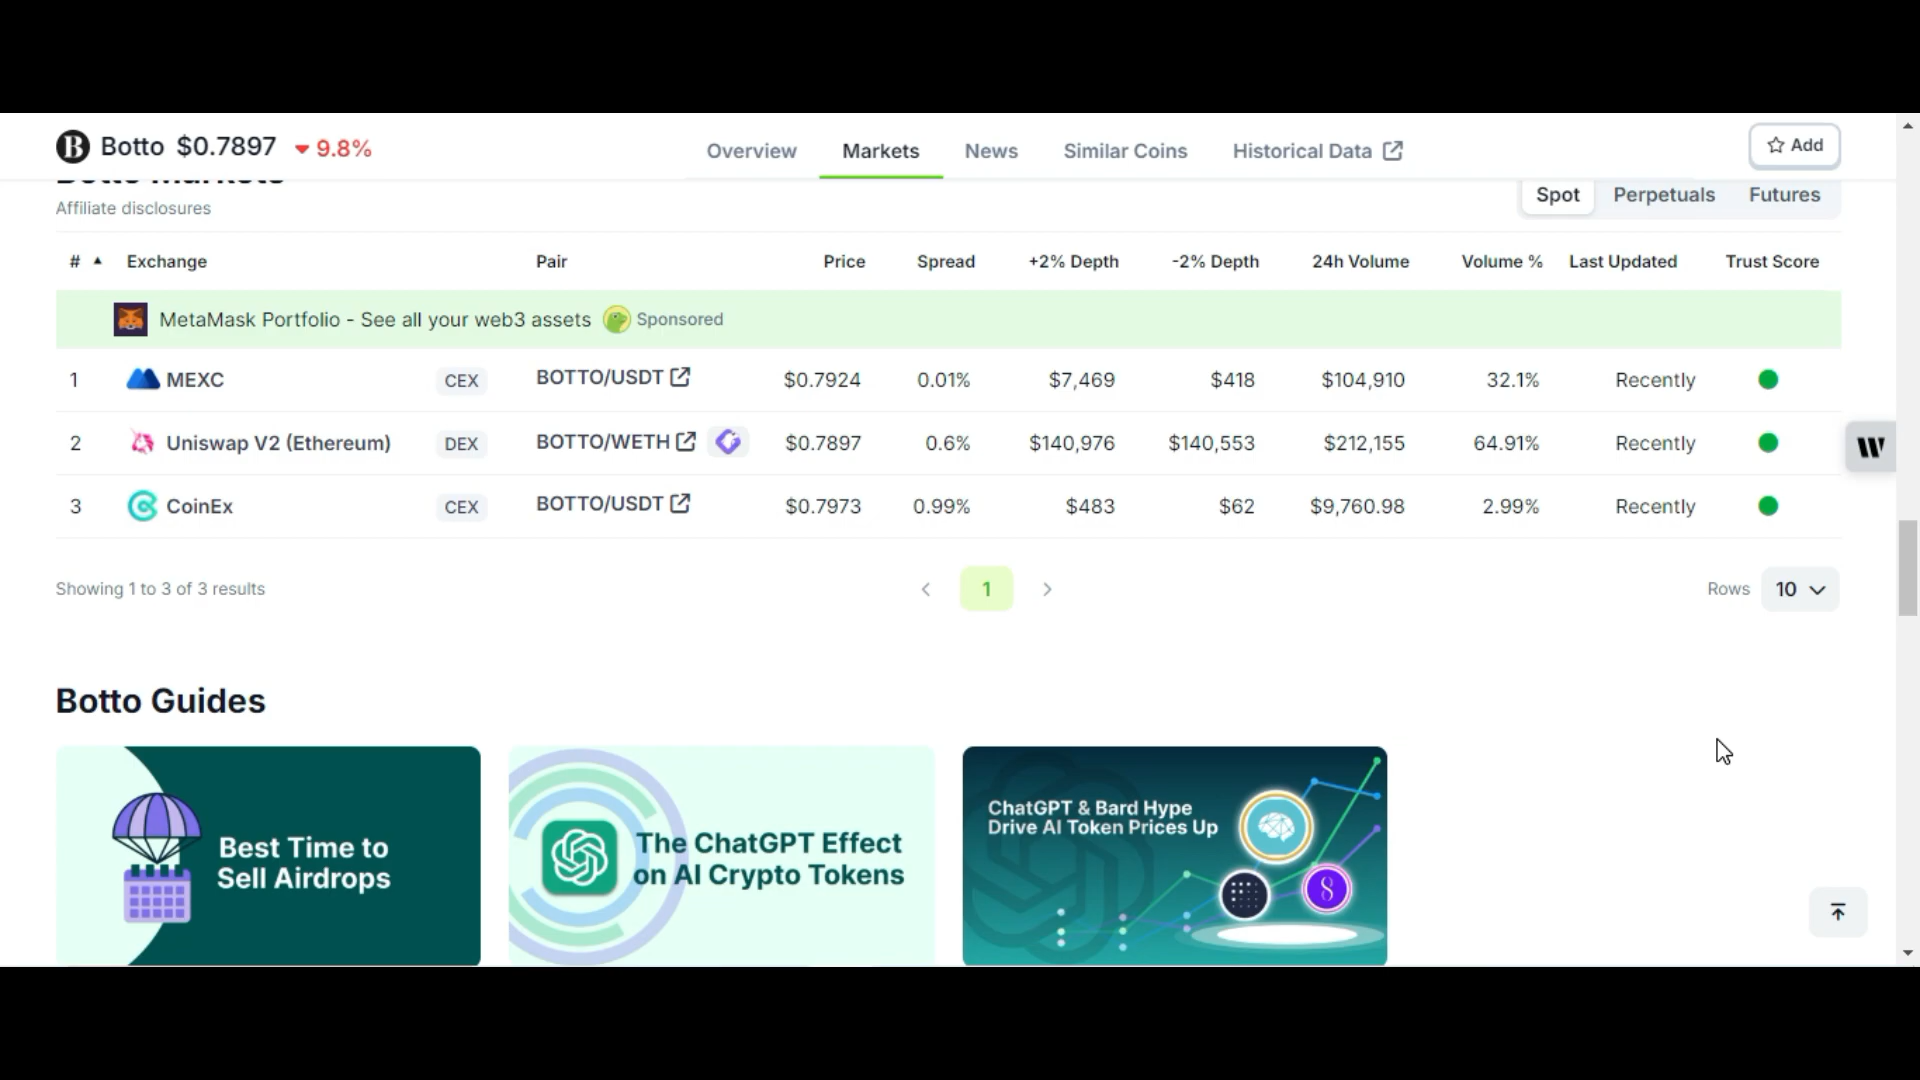 Botto $0.7897 9.8%
Overview Markets News Similar Coins Historical Data
Add
Botto Markets
Affiliate disclosures
Spot Perpetuals Futures
# Exchange Pair Price Spread +2% Depth -2% Depth 24h Volume Volume % Last Updated Trust Score
MetaMask Portfolio - See all your web3 assets Sponsored
1 MEXC CEX BOTTO/USDT $0.7924 0.01% $7,469 $418 $104,910 32.1% Recently
2 Uniswap V2 (Ethereum) DEX BOTTO/WETH $0.7897 0.6% $140,976 $140,553 $212,155 64.91% Recently
3 CoinEx CEX BOTTO/USDT $0.7973 0.99% $483 $62 $9,760.98 2.99% Recently
Showing 1 to 3 of 3 results
1
Rows 10
Botto Guides
Best Time to
Sell Airdrops
The ChatGPT Effect
on AI Crypto Tokens
ChatGPT & Bard Hype
Drive AI Token Prices Up